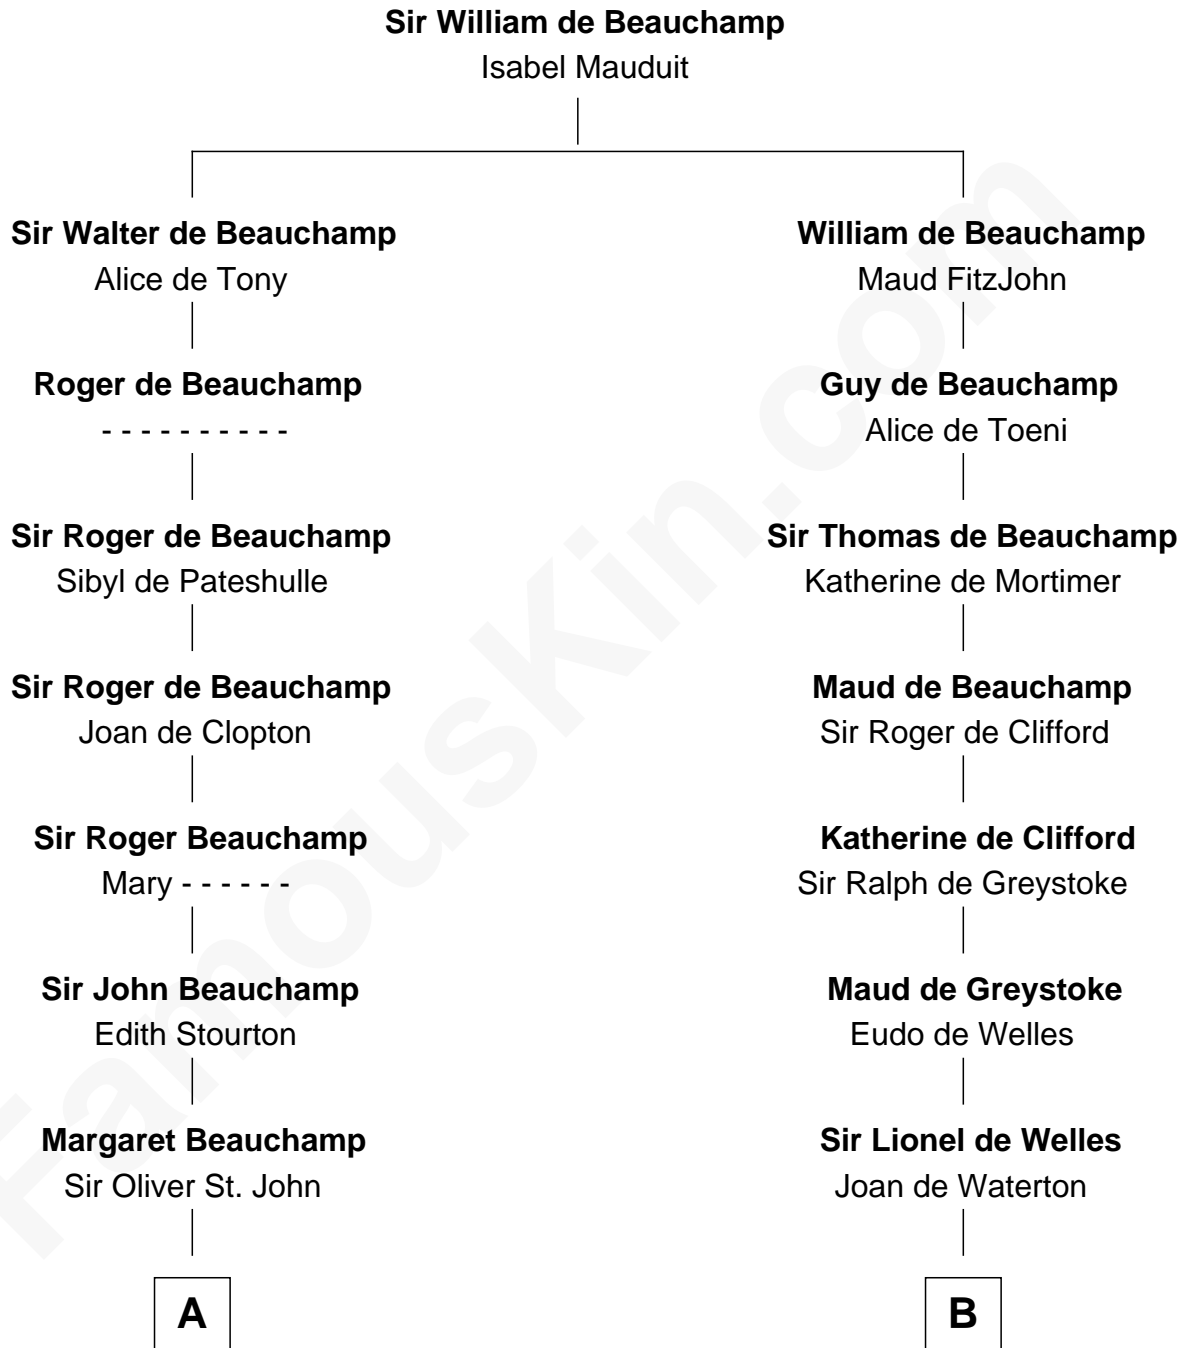 Sir William de Beauchamp
Isabel Mauduit
Sir Walter de Beauchamp
Alice de Tony
William de Beauchamp
Maud FitzJohn
Roger de Beauchamp
- - - - - - - - - -
Guy de Beauchamp
Alice de Toeni
Sir Roger de Beauchamp
Sibyl de Pateshulle
Sir Thomas de Beauchamp
Katherine de Mortimer
Sir Roger de Beauchamp
Joan de Clopton
Maud de Beauchamp
Sir Roger de Clifford
Sir Roger Beauchamp
Mary - - - - - -
Katherine de Clifford
Sir Ralph de Greystoke
Sir John Beauchamp
Edith Stourton
Maud de Greystoke
Eudo de Welles
Margaret Beauchamp
Sir Oliver St. John
Sir Lionel de Welles
Joan de Waterton
A
B
FamousKin.com